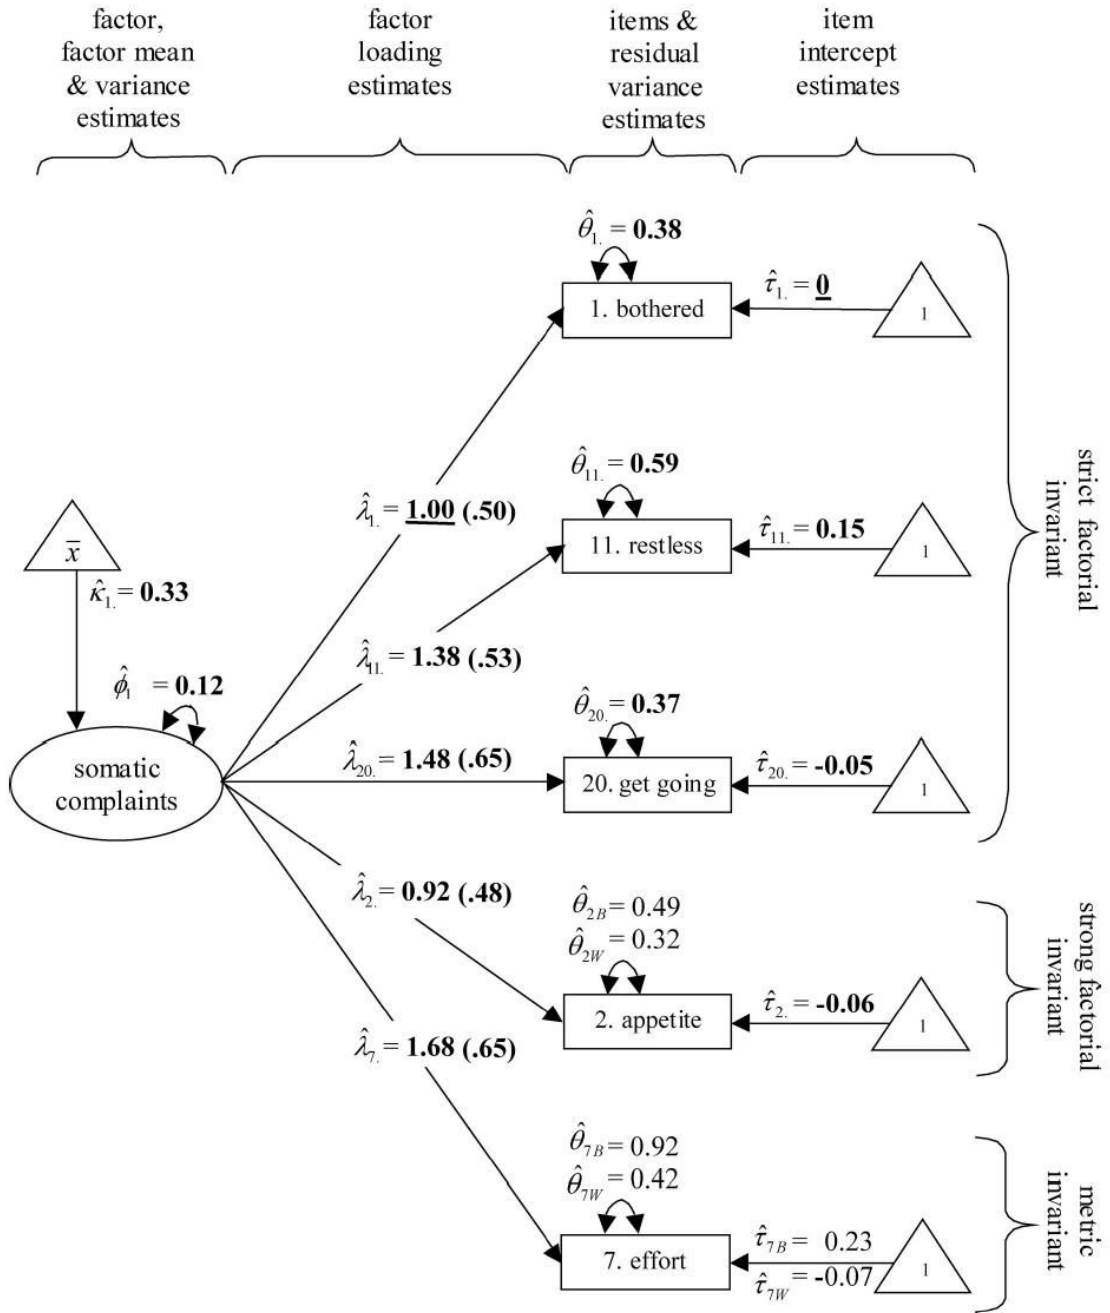 factor,
factor mean
& variance
estimates
factor
loading
estimates
items &
residual
variance
estimates
item
intercept
estimates
θ̂1. = 0.38
1. bothered
τ̂1. = 0
1
λ̂1. = 1.00 (.50)
θ̂11. = 0.59
11. restless
τ̂11. = 0.15
1
strict factorial
invariant
x̄
κ̂1. = 0.33
λ̂11. = 1.38 (.53)
ϕ̂1 = 0.12
somatic
complaints
λ̂20. = 1.48 (.65)
θ̂20. = 0.37
20. get going
τ̂20. = -0.05
1
λ̂2. = 0.92 (.48)
θ̂2B = 0.49
θ̂2W = 0.32
2. appetite
τ̂2. = -0.06
1
strong factorial
invariant
λ̂7. = 1.68 (.65)
θ̂7B = 0.92
θ̂7W = 0.42
7. effort
τ̂7B = 0.23
τ̂7W = -0.07
1
metric
invariant